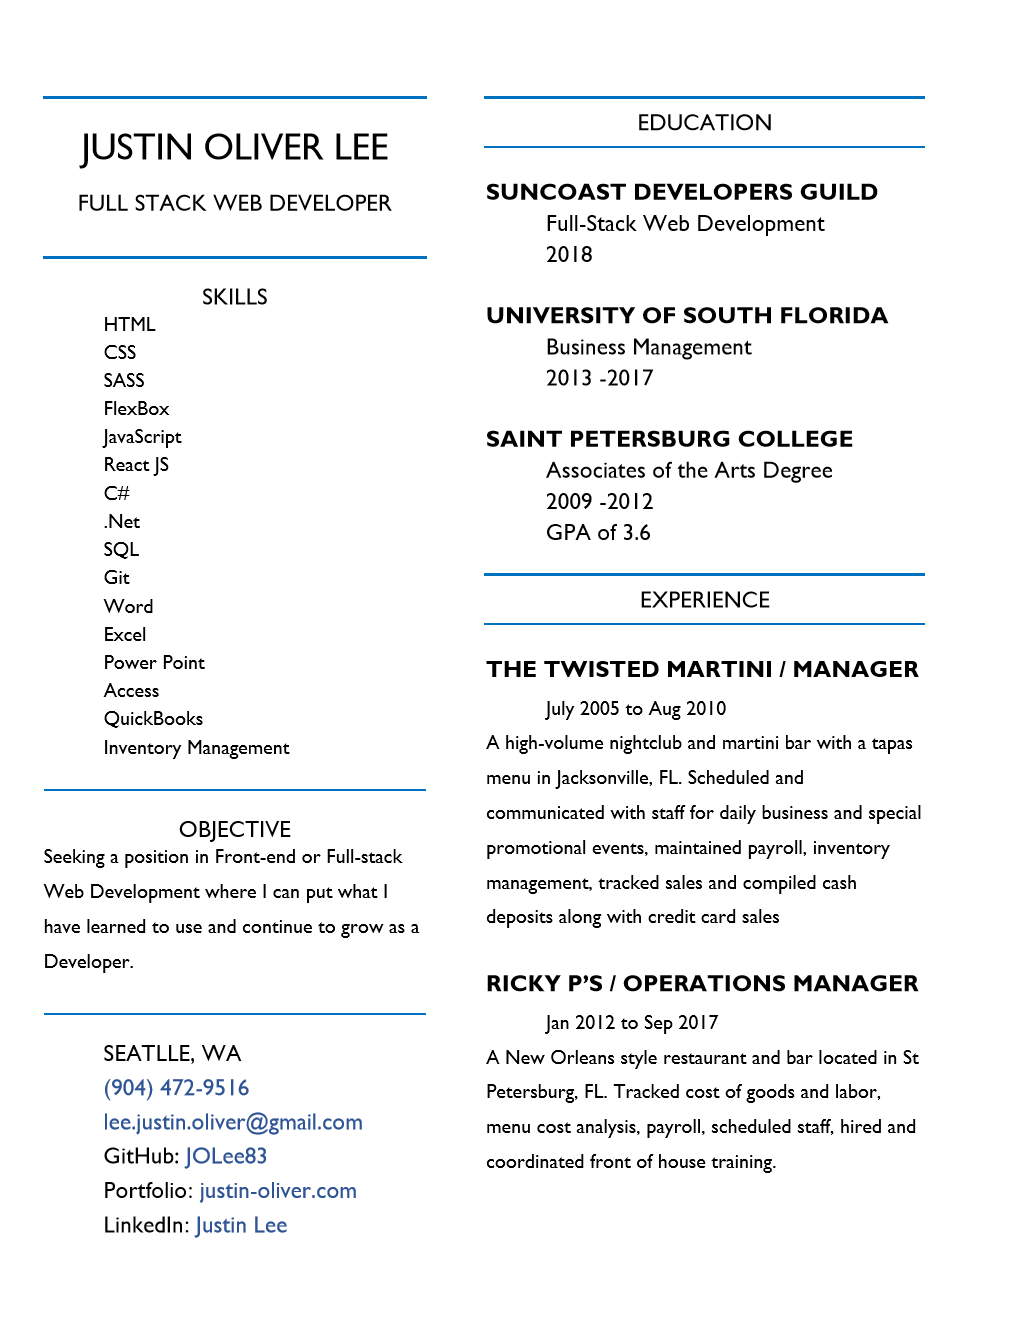 JUSTIN OLIVER LEE
FULL STACK WEB DEVELOPER
SKILLS
HTML
CSS
SASS
FlexBox
JavaScript
React JS
C#
.Net
SQL
Git
Word
Excel
Power Point
Access
QuickBooks
Inventory Management
OBJECTIVE
Seeking a position in Front-end or Full-stack
Web Development where I can put what I
have learned to use and continue to grow as a
Developer.
SEATLLE, WA
(904) 472-9516
lee.justin.oliver@gmail.com
GitHub: JOLee83
Portfolio: justin-oliver.com
LinkedIn: Justin Lee
EDUCATION
SUNCOAST DEVELOPERS GUILD
Full-Stack Web Development
2018
UNIVERSITY OF SOUTH FLORIDA
Business Management
2013 -2017
SAINT PETERSBURG COLLEGE
Associates of the Arts Degree
2009 -2012
GPA of 3.6
EXPERIENCE
THE TWISTED MARTINI / MANAGER
July 2005 to Aug 2010
A high-volume nightclub and martini bar with a tapas
menu in Jacksonville, FL. Scheduled and
communicated with staff for daily business and special
promotional events, maintained payroll, inventory
management, tracked sales and compiled cash
deposits along with credit card sales
RICKY P’S / OPERATIONS MANAGER
Jan 2012 to Sep 2017
A New Orleans style restaurant and bar located in St
Petersburg, FL. Tracked cost of goods and labor,
menu cost analysis, payroll, scheduled staff, hired and
coordinated front of house training.